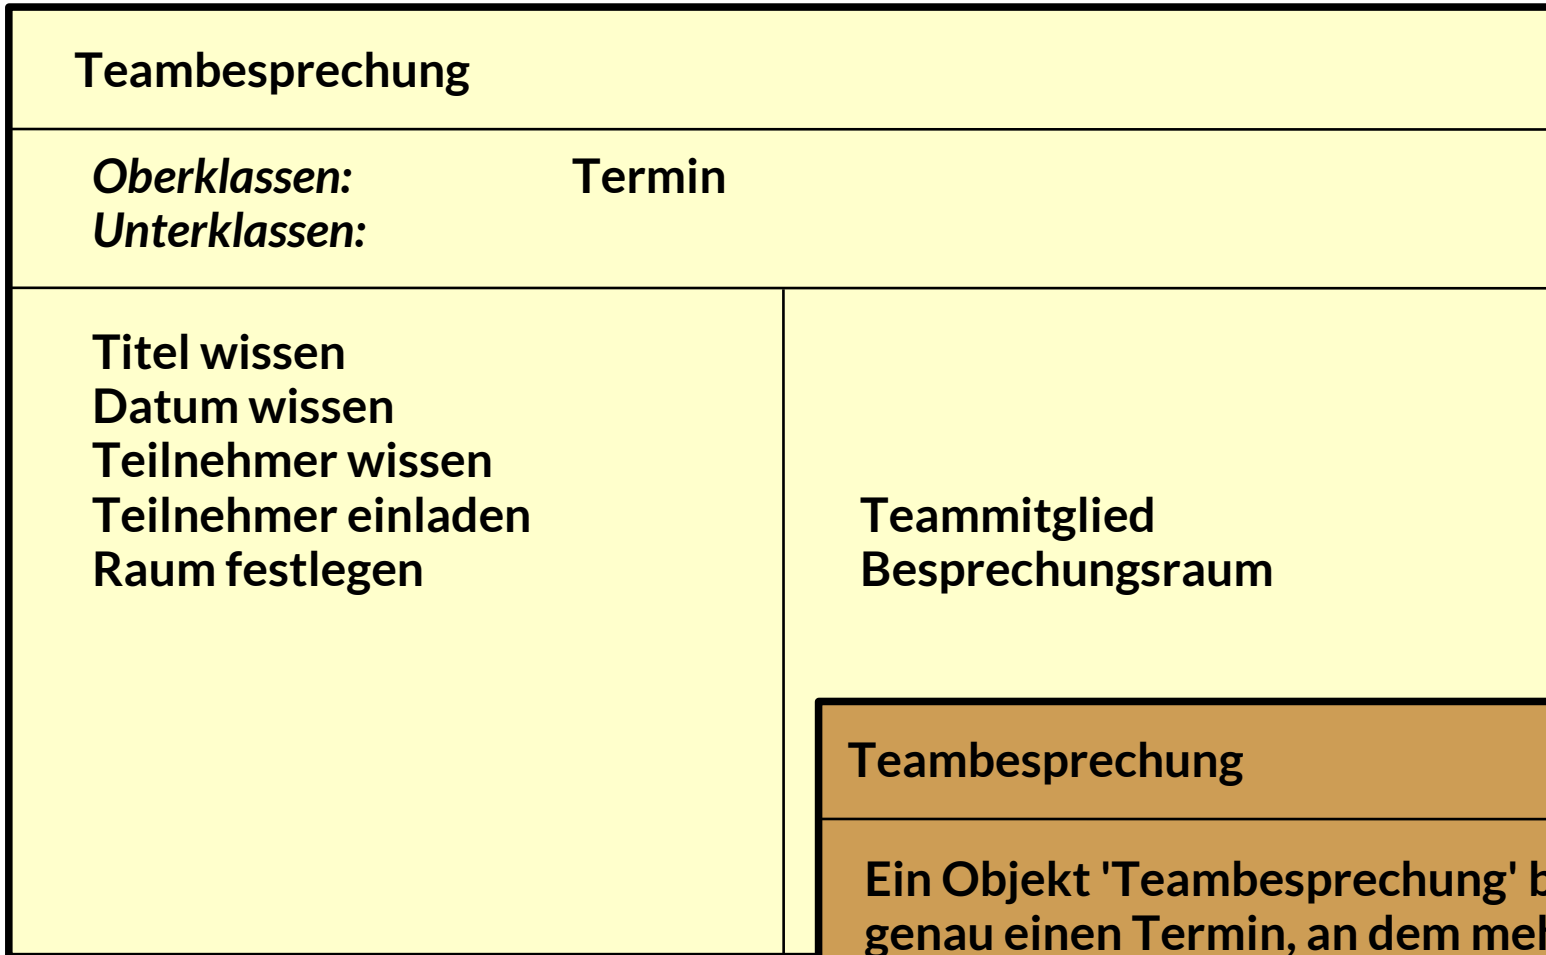 Teambesprechung
Oberklassen: Termin
Unterklassen:
Titel wissen
Datum wissen
Teilnehmer wissen
Teilnehmer einladen Teammitglied
Raum festlegen Besprechungsraum
Teambesprechung
Ein Objekt 'Teambesprechung'
genau einen Termin, an dem